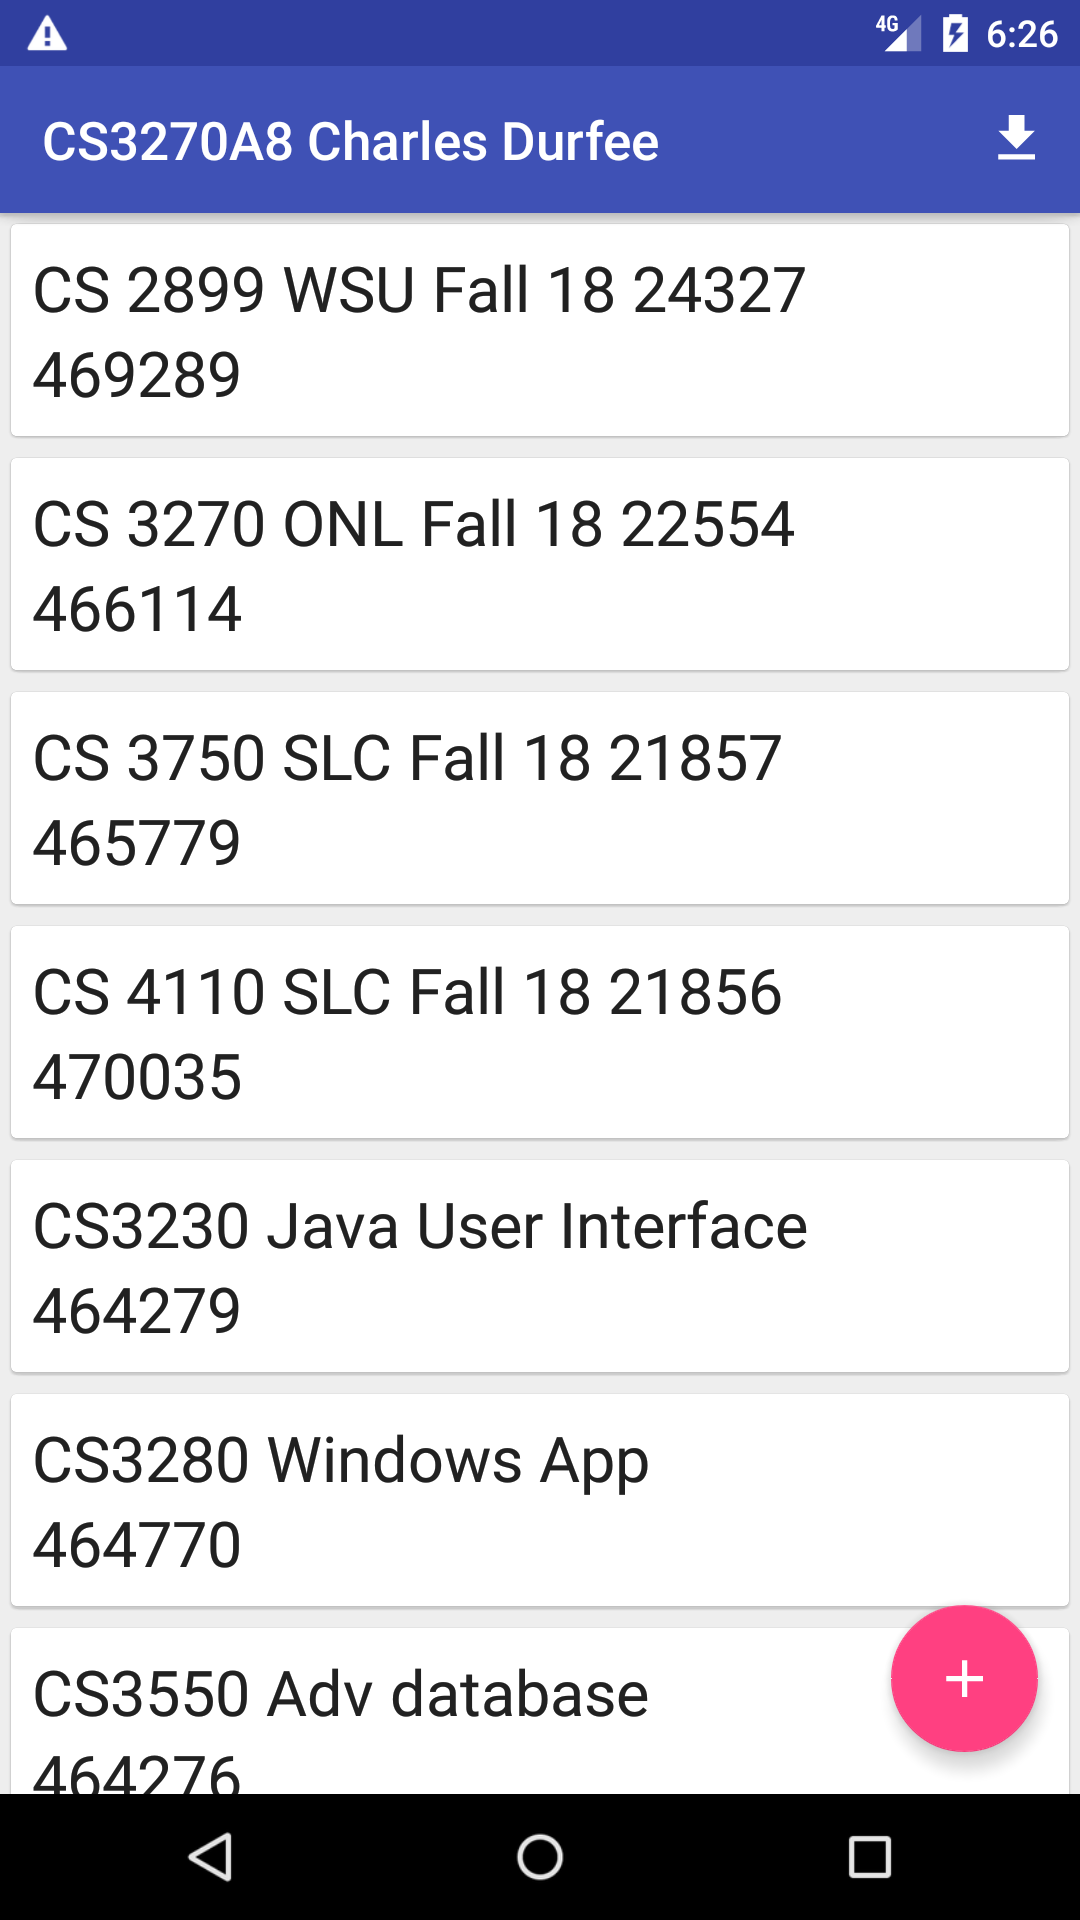 4G 6:26
CS3270A8 Charles Durfee
CS 2899 WSU Fall 18 24327
469289
CS 3270 ONL Fall 18 22554
466114
CS 3750 SLC Fall 18 21857
465779
CS 4110 SLC Fall 18 21856
470035
CS3230 Java User Interface
464279
CS3280 Windows App
464770
CS3550 Adv database
464276